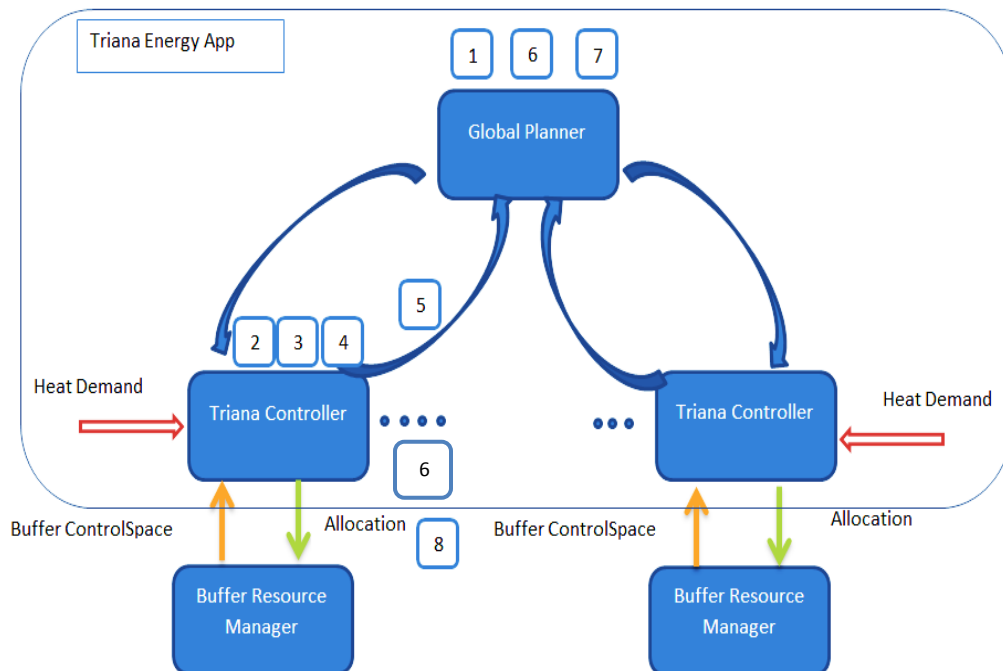 Triana Energy App
1
6
7
Global Planner
5
2
3
4
Heat Demand
Triana Controller
Triana Controller
Heat Demand
6
Buffer ControlSpace
Allocation
8
Buffer ControlSpace
Allocation
Buffer Resource
Manager
Buffer Resource
Manager